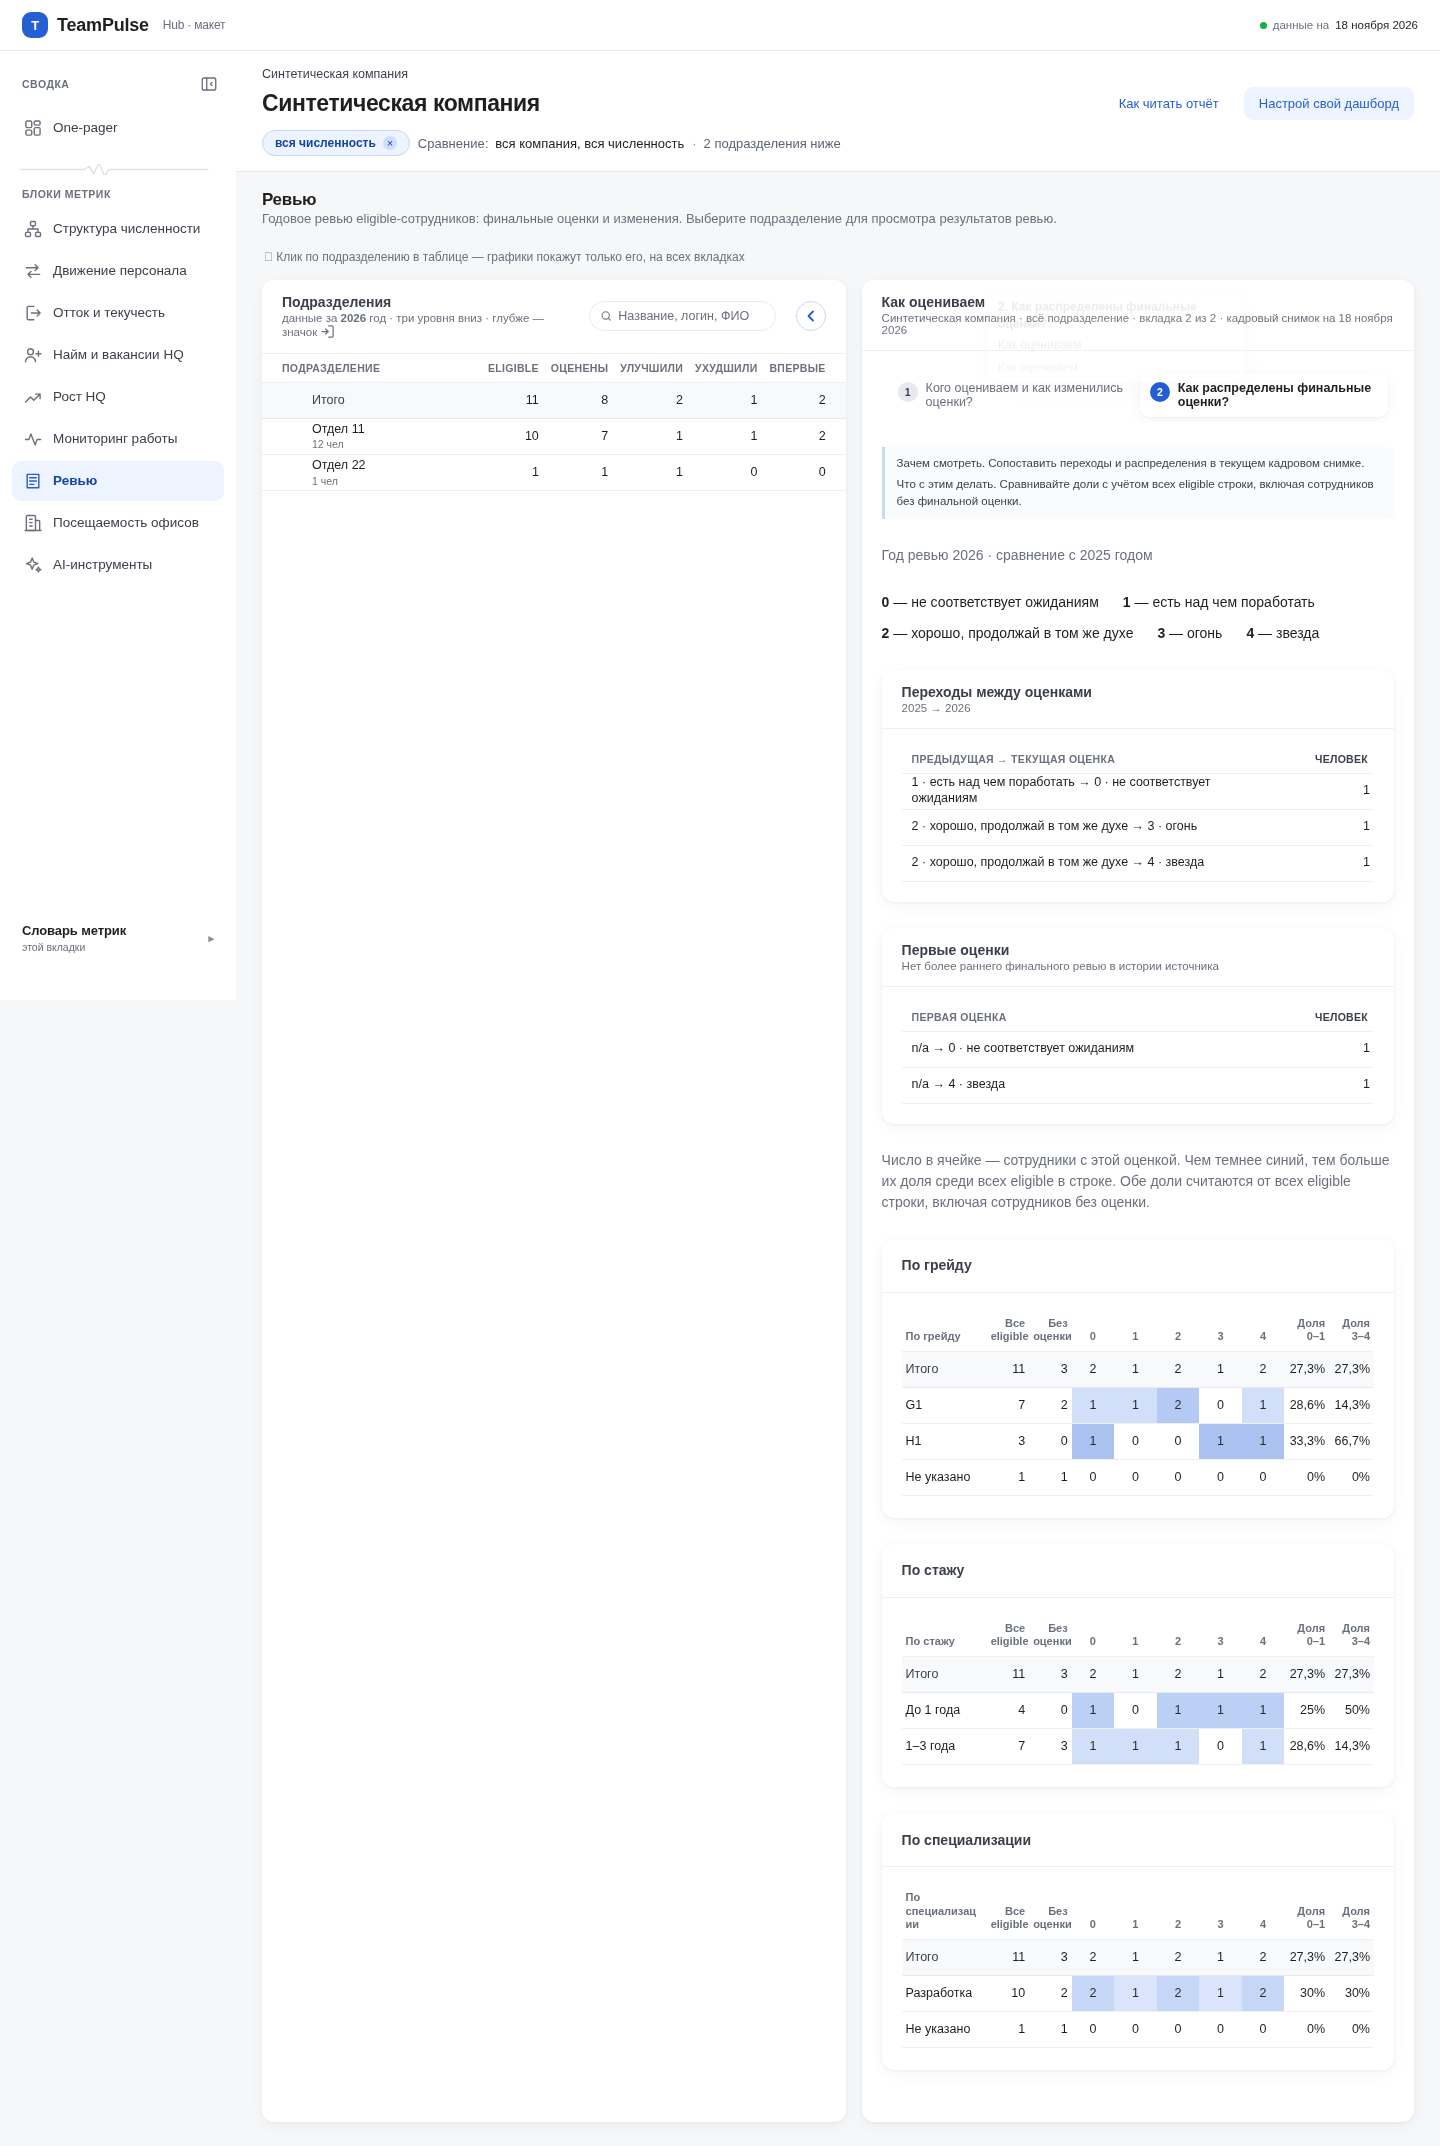 T TeamPulse Hub · макет
данные на 18 ноября 2026
СВОДКА
One-pager
БЛОКИ МЕТРИК
Структура численности
Движение персонала
Отток и текучесть
Найм и вакансии HQ
Рост HQ
Мониторинг работы
Ревью
Посещаемость офисов
AI-инструменты
Словарь метрик
этой вкладки
Синтетическая компания
Синтетическая компания
Как читать отчёт
Настрой свой дашборд
вся численность × Сравнение: вся компания, вся численность · 2 подразделения ниже
Ревью
Годовое ревью eligible-сотрудников: финальные оценки и изменения. Выберите подразделение для просмотра результатов ревью.
Клик по подразделению в таблице — графики покажут только его, на всех вкладках
Подразделения
данные за 2026 год · три уровня вниз · глубже —
значок
Название, логин, ФИО
ПОДРАЗДЕЛЕНИЕ ELIGIBLE ОЦЕНЕНЫ УЛУЧШИЛИ УХУДШИЛИ ВПЕРВЫЕ
Итого 11 8 2 1 2
Отдел 11
12 чел
10 7 1 1 2
Отдел 22
1 чел
1 1 1 0 0
Как оцениваем
Синтетическая компания · всё подразделение · вкладка 2 из 2 · кадровый снимок на 18 ноября
2026
2. Как распределены финальные
оценки?
Как оцениваем
Как оцениваем
1 Кого оцениваем и как изменились
оценки?
2 Как распределены финальные
оценки?
Зачем смотреть. Сопоставить переходы и распределения в текущем кадровом снимке.
Что с этим делать. Сравнивайте доли с учётом всех eligible строки, включая сотрудников
без финальной оценки.
Год ревью 2026 · сравнение с 2025 годом
0 — не соответствует ожиданиям 1 — есть над чем поработать
2 — хорошо, продолжай в том же духе 3 — огонь 4 — звезда
Переходы между оценками
2025 → 2026
ПРЕДЫДУЩАЯ → ТЕКУЩАЯ ОЦЕНКА ЧЕЛОВЕК
1 · есть над чем поработать → 0 · не соответствует
ожиданиям
1
2 · хорошо, продолжай в том же духе → 3 · огонь 1
2 · хорошо, продолжай в том же духе → 4 · звезда 1
Первые оценки
Нет более раннего финального ревью в истории источника
ПЕРВАЯ ОЦЕНКА ЧЕЛОВЕК
n/a → 0 · не соответствует ожиданиям 1
n/a → 4 · звезда 1
Число в ячейке — сотрудники с этой оценкой. Чем темнее синий, тем больше
их доля среди всех eligible в строке. Обе доли считаются от всех eligible
строки, включая сотрудников без оценки.
По грейду
Все Без Доля Доля
По грейду eligible оценки 0 1 2 3 4 0–1 3–4
Итого 11 3 2 1 2 1 2 27,3% 27,3%
G1 7 2 1 1 2 0 1 28,6% 14,3%
H1 3 0 1 0 0 1 1 33,3% 66,7%
Не указано 1 1 0 0 0 0 0 0% 0%
По стажу
Все Без Доля Доля
По стажу eligible оценки 0 1 2 3 4 0–1 3–4
Итого 11 3 2 1 2 1 2 27,3% 27,3%
До 1 года 4 0 1 0 1 1 1 25% 50%
1–3 года 7 3 1 1 1 0 1 28,6% 14,3%
По специализации
По
специализац Все Без Доля Доля
ии eligible оценки 0 1 2 3 4 0–1 3–4
Итого 11 3 2 1 2 1 2 27,3% 27,3%
Разработка 10 2 2 1 2 1 2 30% 30%
Не указано 1 1 0 0 0 0 0 0% 0%